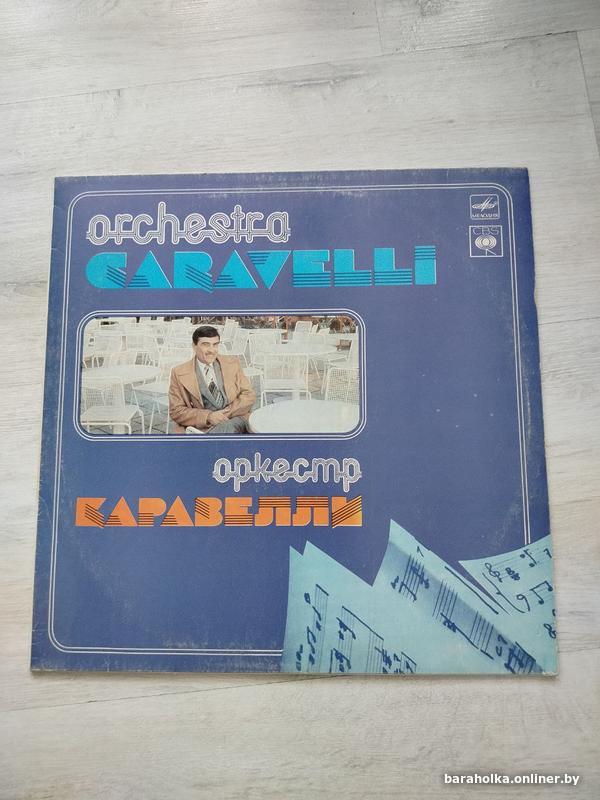 orchestra
CARAVELLI
МЕЛОДИЯ
CBS
оркестр
КАРАВЕЛЛИ
baraholka.onliner.by